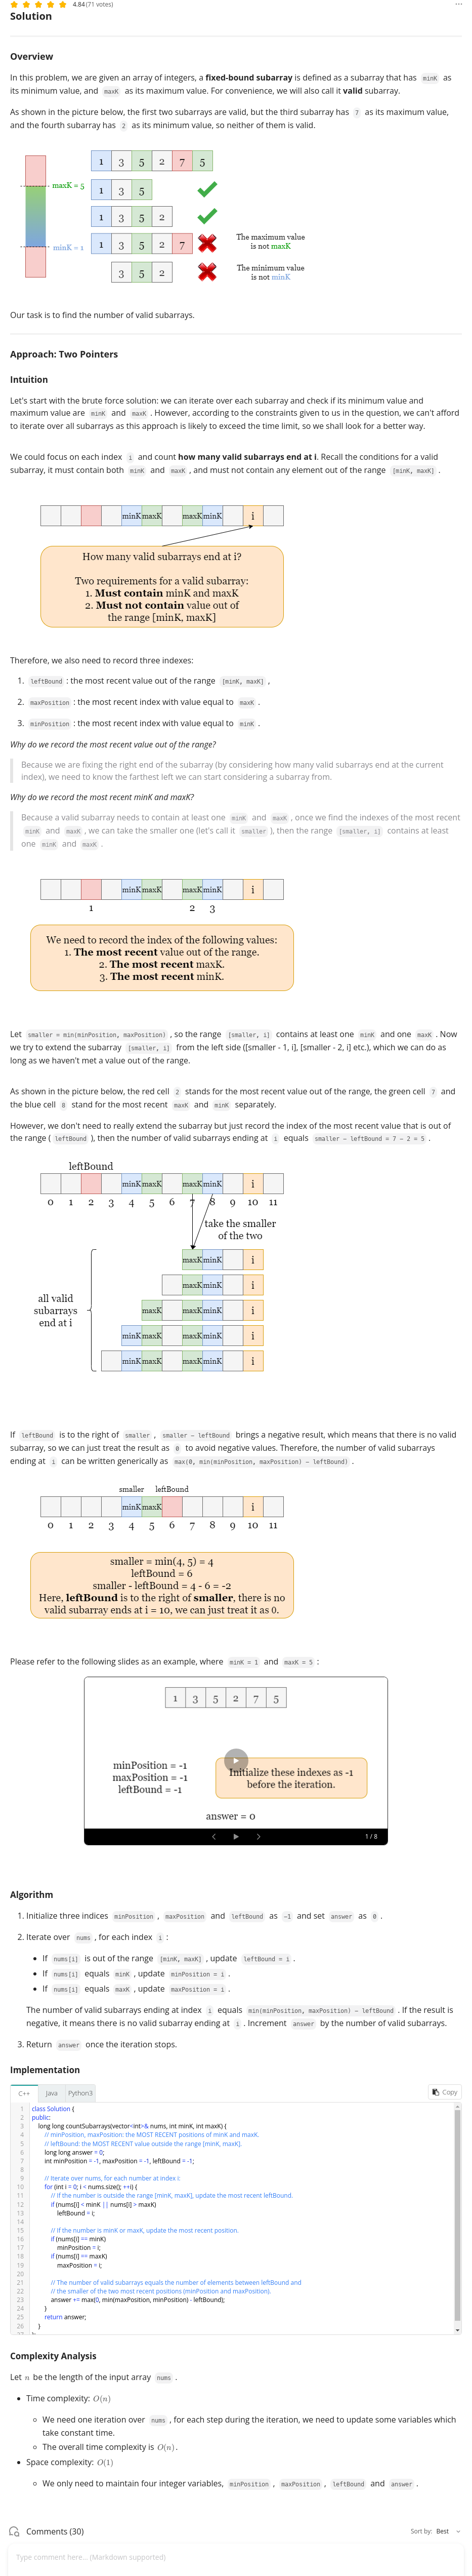 4.84 (71 votes)
Solution
Overview
In this problem, we are given an array of integers, a fixed-bound subarray is defined as a subarray that has minK as
its minimum value, and maxK as its maximum value. For convenience, we will also call it valid subarray.
As shown in the picture below, the first two subarrays are valid, but the third subarray has 7 as its maximum value,
and the fourth subarray has 2 as its minimum value, so neither of them is valid.
1 3 5 2 7 5
maxK = 5
1 3 5
1 3 5 2
minK = 1
1 3 5 2 7
The maximum value
is not maxK
3 5 2
The minimum value
is not minK
Our task is to find the number of valid subarrays.
Approach: Two Pointers
Intuition
Let's start with the brute force solution: we can iterate over each subarray and check if its minimum value and
maximum value are minK and maxK . However, according to the constraints given to us in the question, we can't afford
to iterate over all subarrays as this approach is likely to exceed the time limit, so we shall look for a better way.
We could focus on each index i and count how many valid subarrays end at i. Recall the conditions for a valid
subarray, it must contain both minK and maxK , and must not contain any element out of the range [minK, maxK] .
minK maxK maxK minK i
How many valid subarrays end at i?
Two requirements for a valid subarray:
1. Must contain minK and maxK
2. Must not contain value out of
the range [minK, maxK]
Therefore, we also need to record three indexes:
1. leftBound : the most recent value out of the range [minK, maxK] ,
2. maxPosition : the most recent index with value equal to maxK .
3. minPosition : the most recent index with value equal to minK .
Why do we record the most recent value out of the range?
Because we are fixing the right end of the subarray (by considering how many valid subarrays end at the current
index), we need to know the farthest left we can start considering a subarray from.
Why do we record the most recent minK and maxK?
Because a valid subarray needs to contain at least one minK and maxK , once we find the indexes of the most recent
minK and maxK , we can take the smaller one (let's call it smaller ), then the range [smaller, i] contains at least
one minK and maxK .
minK maxK maxK minK i
1 2 3
We need to record the index of the following values:
1. The most recent value out of the range.
2. The most recent maxK.
3. The most recent minK.
Let smaller = min(minPosition, maxPosition) , so the range [smaller, i] contains at least one minK and one maxK . Now
we try to extend the subarray [smaller, i] from the left side ([smaller - 1, i], [smaller - 2, i] etc.), which we can do as
long as we haven't met a value out of the range.
As shown in the picture below, the red cell 2 stands for the most recent value out of the range, the green cell 7 and
the blue cell 8 stand for the most recent maxK and minK separately.
However, we don't need to really extend the subarray but just record the index of the most recent value that is out of
the range ( leftBound ), then the number of valid subarrays ending at i equals smaller - leftBound = 7 - 2 = 5 .
leftBound
minK maxK maxK minK i
0 1 2 3 4 5 6 7 8 9 10 11
take the smaller
of the two
maxK minK i
maxK minK i
all valid
subarrays
end at i
maxK maxK minK i
minK maxK maxK minK i
minK maxK maxK minK i
If leftBound is to the right of smaller , smaller - leftBound brings a negative result, which means that there is no valid
subarray, so we can just treat the result as 0 to avoid negative values. Therefore, the number of valid subarrays
ending at i can be written generically as max(0, min(minPosition, maxPosition) - leftBound) .
smaller leftBound
minK maxK i
0 1 2 3 4 5 6 7 8 9 10 11
smaller = min(4, 5) = 4
leftBound = 6
smaller - leftBound = 4 - 6 = -2
Here, leftBound is to the right of smaller, there is no
valid subarray ends at i = 10, we can just treat it as 0.
Please refer to the following slides as an example, where minK = 1 and maxK = 5 :
1 3 5 2 7 5
minPosition = -1
maxPosition = -1
leftBound = -1
Initialize these indexes as -1
before the iteration.
answer = 0
1 / 8
Algorithm
1. Initialize three indices minPosition , maxPosition and leftBound as -1 and set answer as 0 .
2. Iterate over nums , for each index i :
If nums[i] is out of the range [minK, maxK] , update leftBound = i .
If nums[i] equals minK , update minPosition = i .
If nums[i] equals maxK , update maxPosition = i .
The number of valid subarrays ending at index i equals min(minPosition, maxPosition) - leftBound . If the result is
negative, it means there is no valid subarray ending at i . Increment answer by the number of valid subarrays.
3. Return answer once the iteration stops.
Implementation
C++ Java Python3 Copy
1 class Solution {
2 public:
3 long long countSubarrays(vector<int>& nums, int minK, int maxK) {
4 // minPosition, maxPosition: the MOST RECENT positions of minK and maxK.
5 // leftBound: the MOST RECENT value outside the range [minK, maxK].
6 long long answer = 0;
7 int minPosition = -1, maxPosition = -1, leftBound = -1;
8
9 // Iterate over nums, for each number at index i:
10 for (int i = 0; i < nums.size(); ++i) {
11 // If the number is outside the range [minK, maxK], update the most recent leftBound.
12 if (nums[i] < minK || nums[i] > maxK)
13 leftBound = i;
14
15 // If the number is minK or maxK, update the most recent position.
16 if (nums[i] == minK)
17 minPosition = i;
18 if (nums[i] == maxK)
19 maxPosition = i;
20
21 // The number of valid subarrays equals the number of elements between leftBound and
22 // the smaller of the two most recent positions (minPosition and maxPosition).
23 answer += max(0, min(maxPosition, minPosition) - leftBound);
24 }
25 return answer;
26 }
Complexity Analysis
Let n be the length of the input array nums .
Time complexity: O(n)
We need one iteration over nums , for each step during the iteration, we need to update some variables which
take constant time.
The overall time complexity is O(n).
Space complexity: O(1)
We only need to maintain four integer variables, minPosition , maxPosition , leftBound and answer .
Comments (30)
Sort by: Best
Type comment here... (Markdown supported)